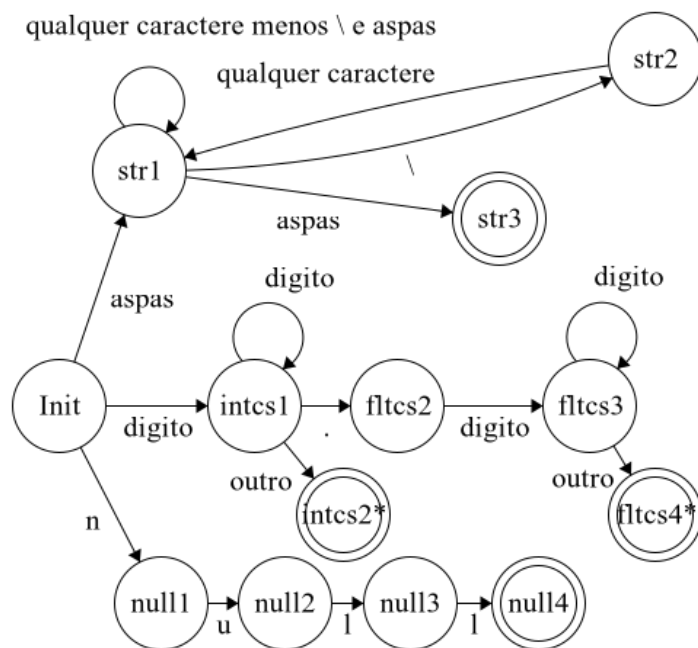 qualquer caractere menos \ e aspas
str2
qualquer caractere
str1
\
str3
aspas
aspas
digito
digito
Init
intcs1
fltcs2
fltcs3
digito
.
digito
outro
outro
intcs2*
fltcs4*
n
null1
null2
null3
null4
u
l
l